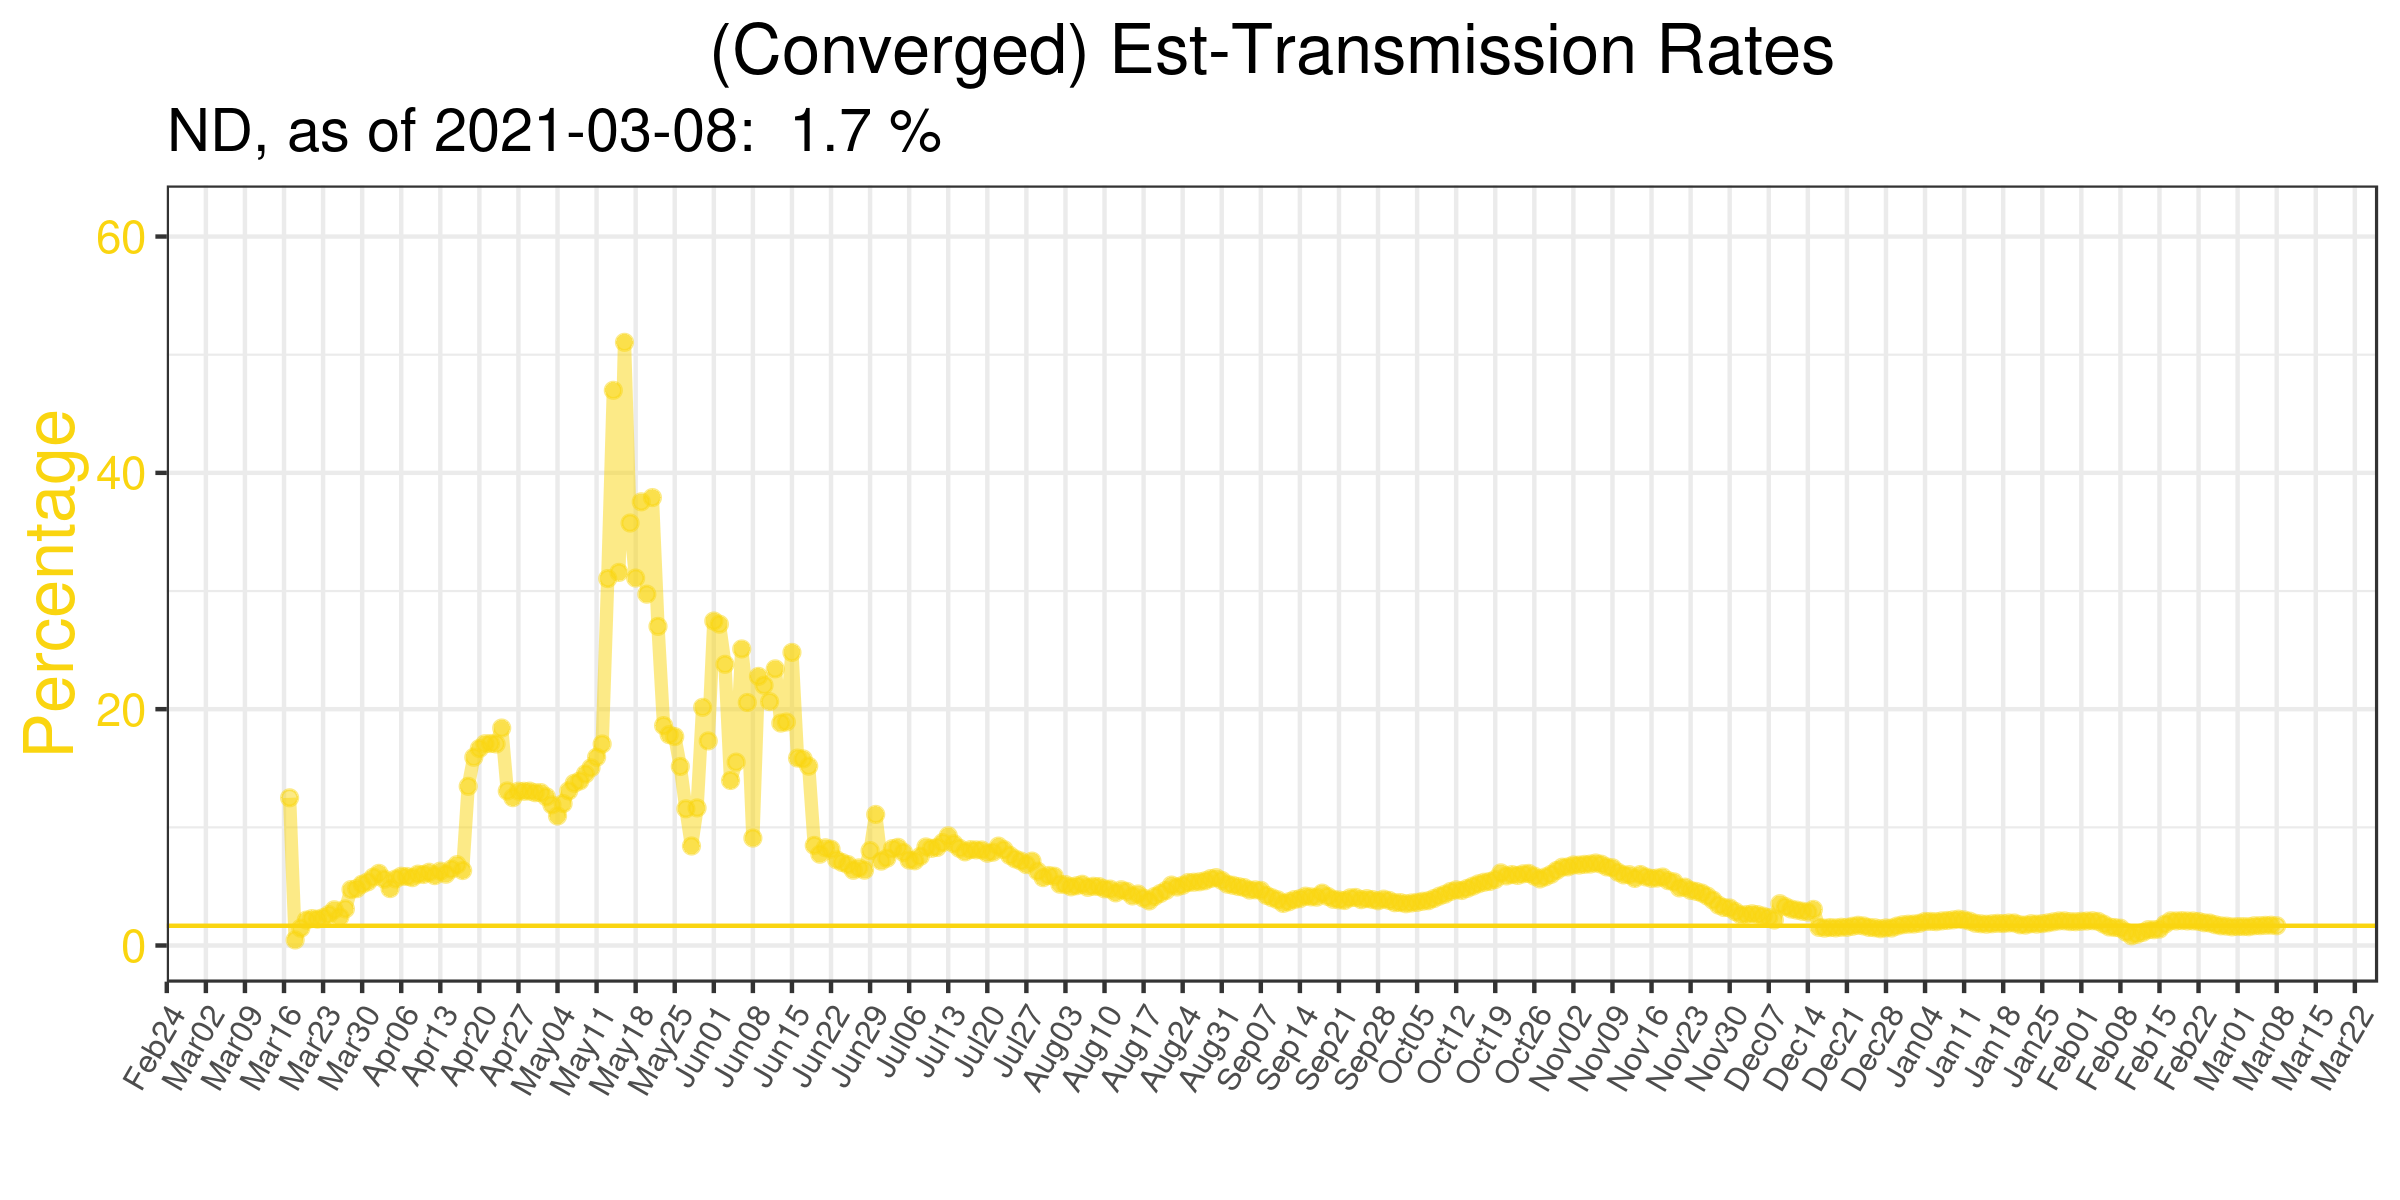 (Converged) Est-Transmission Rates
ND, as of 2021-03-08:  1.7 %
Percentage
60
40
20
0
Feb24
Mar02
Mar09
Mar16
Mar23
Mar30
Apr06
Apr13
Apr20
Apr27
May04
May11
May18
May25
Jun01
Jun08
Jun15
Jun22
Jun29
Jul06
Jul13
Jul20
Jul27
Aug03
Aug10
Aug17
Aug24
Aug31
Sep07
Sep14
Sep21
Sep28
Oct05
Oct12
Oct19
Oct26
Nov02
Nov09
Nov16
Nov23
Nov30
Dec07
Dec14
Dec21
Dec28
Jan04
Jan11
Jan18
Jan25
Feb01
Feb08
Feb15
Feb22
Mar01
Mar08
Mar15
Mar22